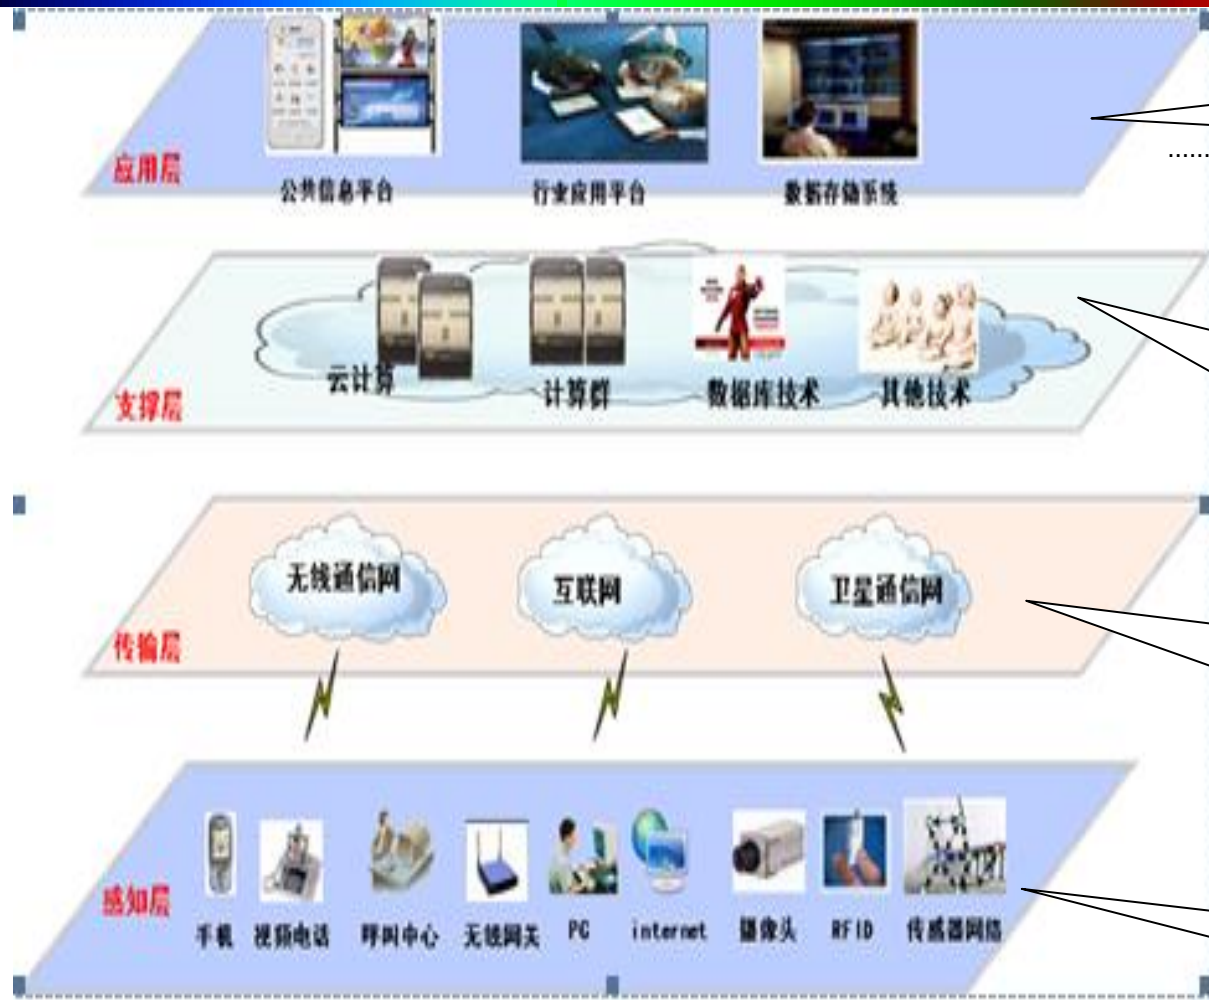 应用层
公共信息平台
行业应用平台
数据存储系统
......
云计算
计算群
数据库技术
其他技术
支撑层
无线通信网
互联网
卫星通信网
传输层
感知层
手机
视频电话
呼叫中心
无线网关
PC
internet
摄像头
RFID
传感器网络